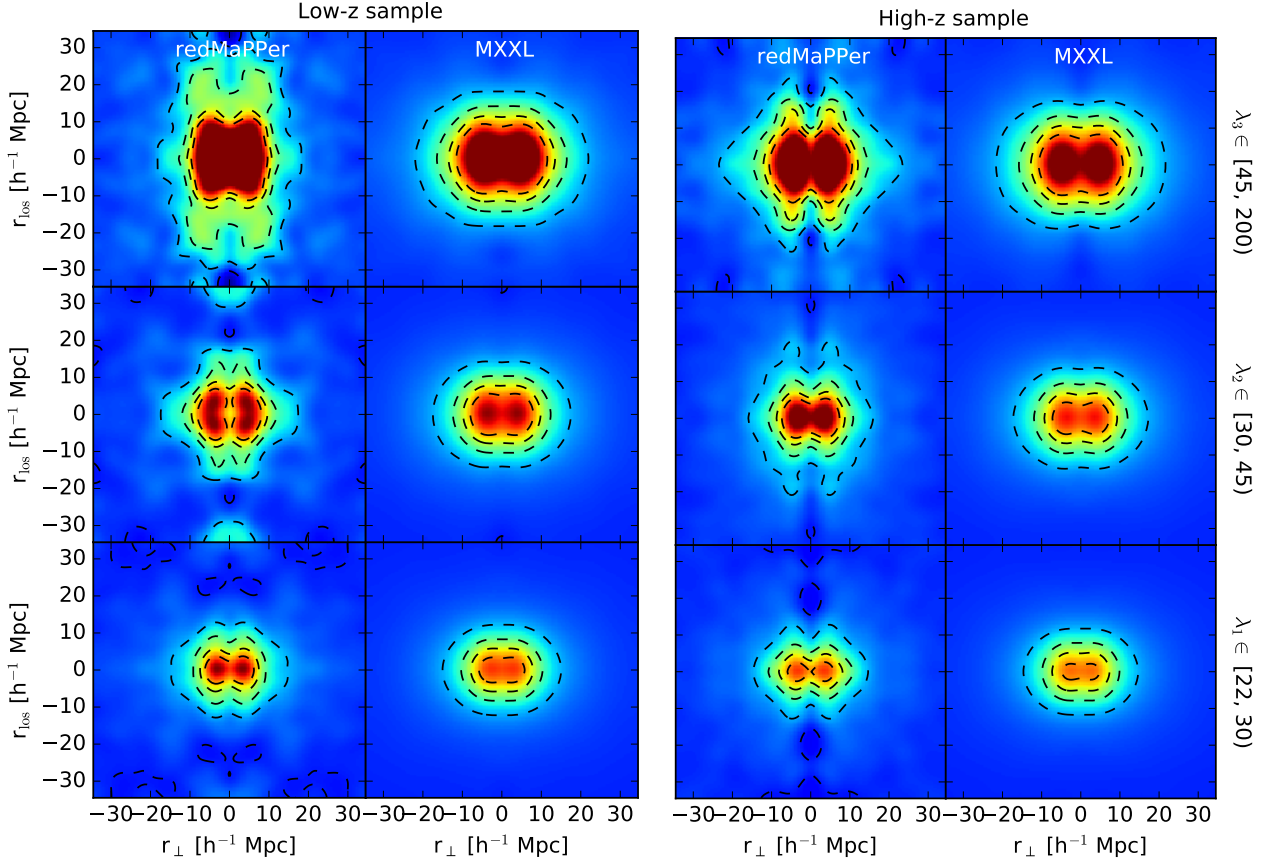 Low-z sample
High-z sample
redMaPPer
MXXL
redMaPPer
MXXL
30
20
10
0
−10
−20
−30
r_los [h⁻¹ Mpc]
λ₃ ∈ [45, 200)
30
20
10
0
−10
−20
−30
r_los [h⁻¹ Mpc]
λ₂ ∈ [30, 45)
30
20
10
0
−10
−20
−30
r_los [h⁻¹ Mpc]
λ₁ ∈ [22, 30)
−30 −20 −10 0 10 20 30
−30 −20 −10 0 10 20 30
−30 −20 −10 0 10 20 30
−30 −20 −10 0 10 20 30
r⊥ [h⁻¹ Mpc]
r⊥ [h⁻¹ Mpc]
r⊥ [h⁻¹ Mpc]
r⊥ [h⁻¹ Mpc]